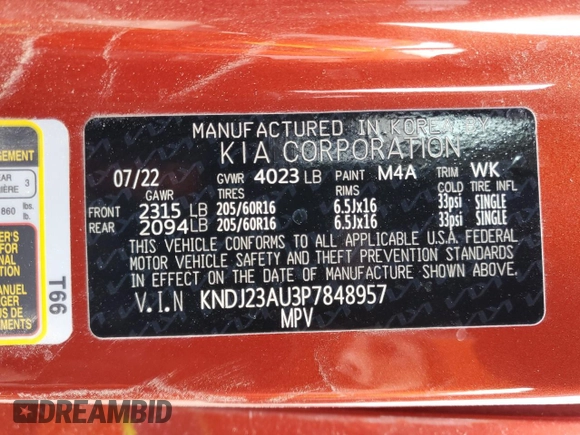 MANUFACTURED IN KOREA BY
KIA CORPORATION
07/22 GVWR 4023 LB PAINT M4A TRIM WK
GAWR TIRES RIMS COLD TIRE INFL
FRONT 2315 LB 205/60R16 6.5Jx16 33psi SINGLE
REAR 2094 LB 205/60R16 6.5Jx16 33psi SINGLE
THIS VEHICLE CONFORMS TO ALL APPLICABLE U.S.A. FEDERAL
MOTOR VEHICLE SAFETY AND THEFT PREVENTION STANDARDS
IN EFFECT ON THE DATE OF MANUFACTURE SHOWN ABOVE.
V.I.N KNDJ23AU3P7848957
MPV
3
860 lbs.
T66
DREAMBID